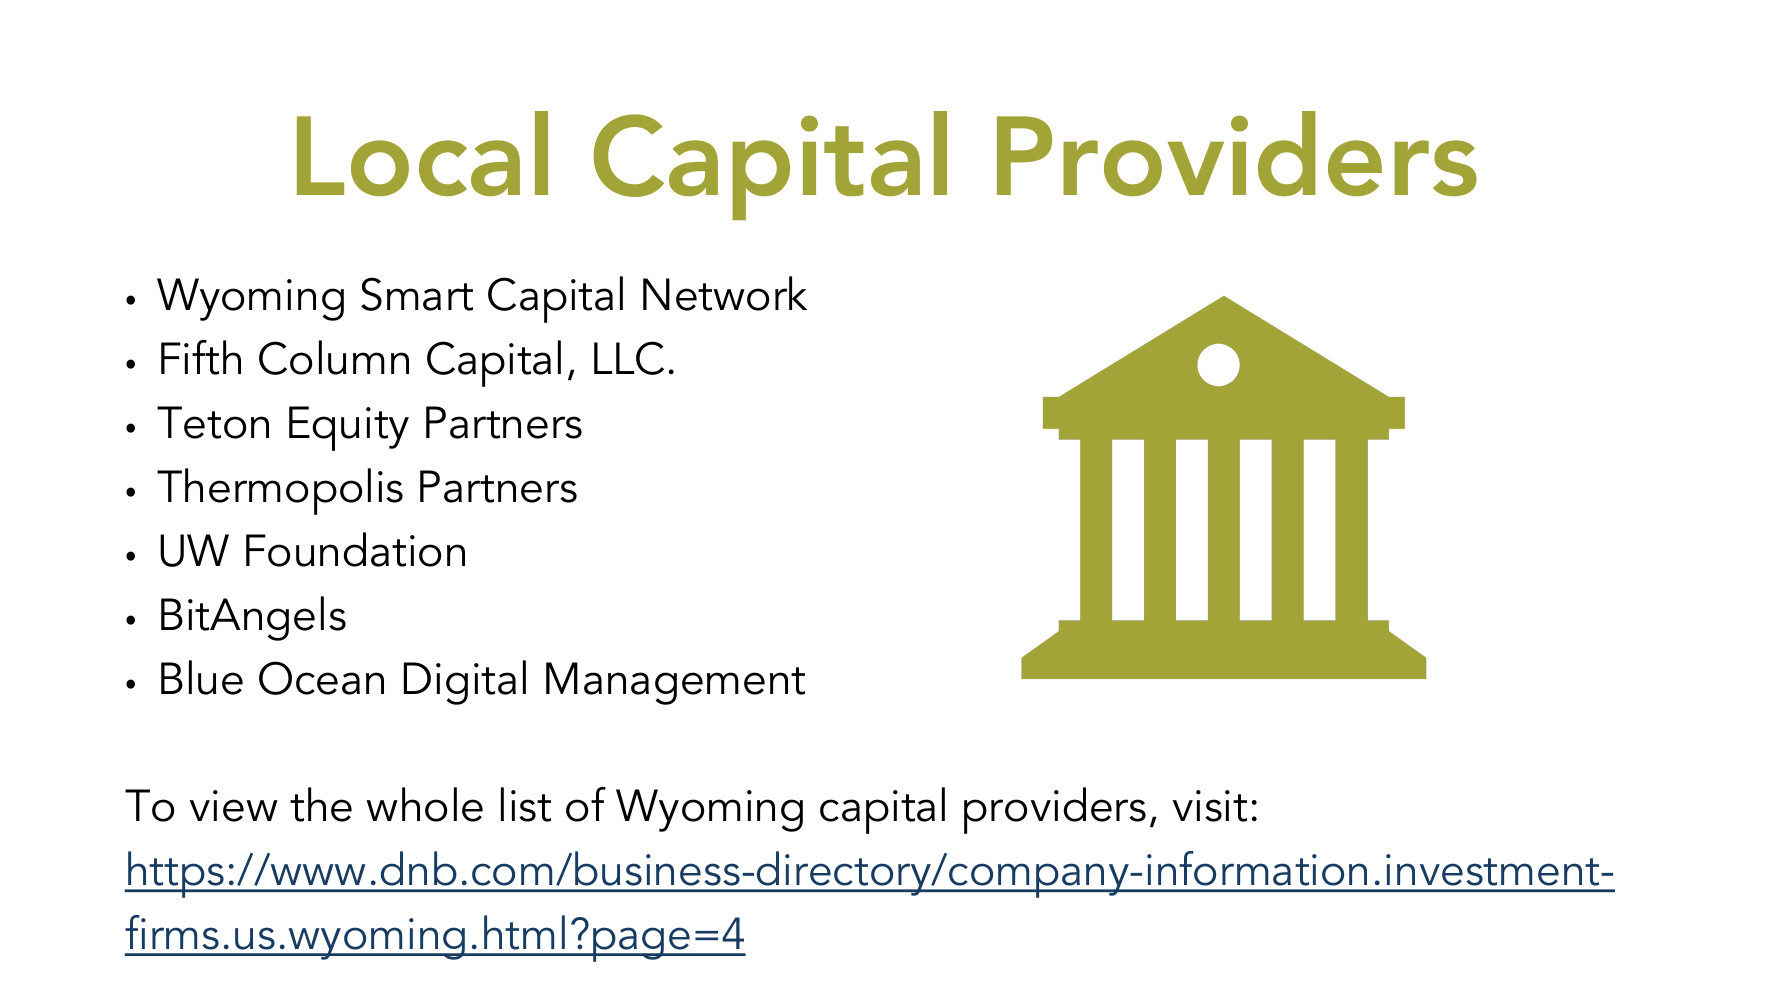 Local Capital Providers
• Wyoming Smart Capital Network
• Fifth Column Capital, LLC.
• Teton Equity Partners
• Thermopolis Partners
• UW Foundation
• BitAngels
• Blue Ocean Digital Management
To view the whole list of Wyoming capital providers, visit:
https://www.dnb.com/business-directory/company-information.investment-
firms.us.wyoming.html?page=4